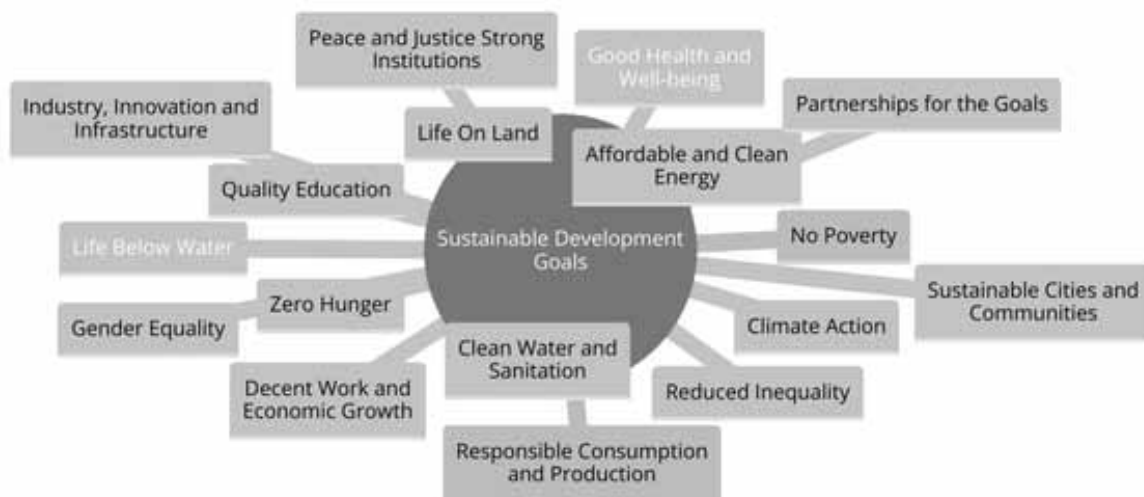 Peace and Justice Strong
Institutions
Good Health and
Well-being
Industry, Innovation and
Infrastructure
Partnerships for the Goals
Life On Land
Affordable and Clean
Energy
Quality Education
Sustainable Development
Goals
Life Below Water
No Poverty
Zero Hunger
Sustainable Cities and
Communities
Gender Equality
Climate Action
Clean Water and
Sanitation
Decent Work and
Economic Growth
Reduced Inequality
Responsible Consumption
and Production